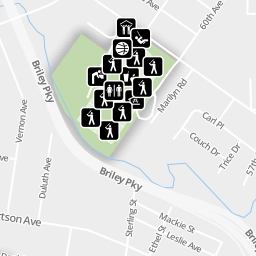 60th Ave
Briley Pky
Marilyn Rd
Vernon Ave
Carl Pl
Couch Dr
Trice Dr
Duluth Ave
57th
Briley Pky
rtson Ave
Sterling St
Mackie St
Ethel St
Leslie Ave